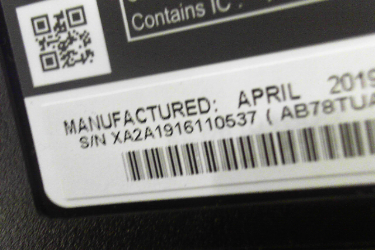 Contains IC :
MANUFACTURED: APRIL 2019
S/N XA2A1916110537 ( AB78TUA